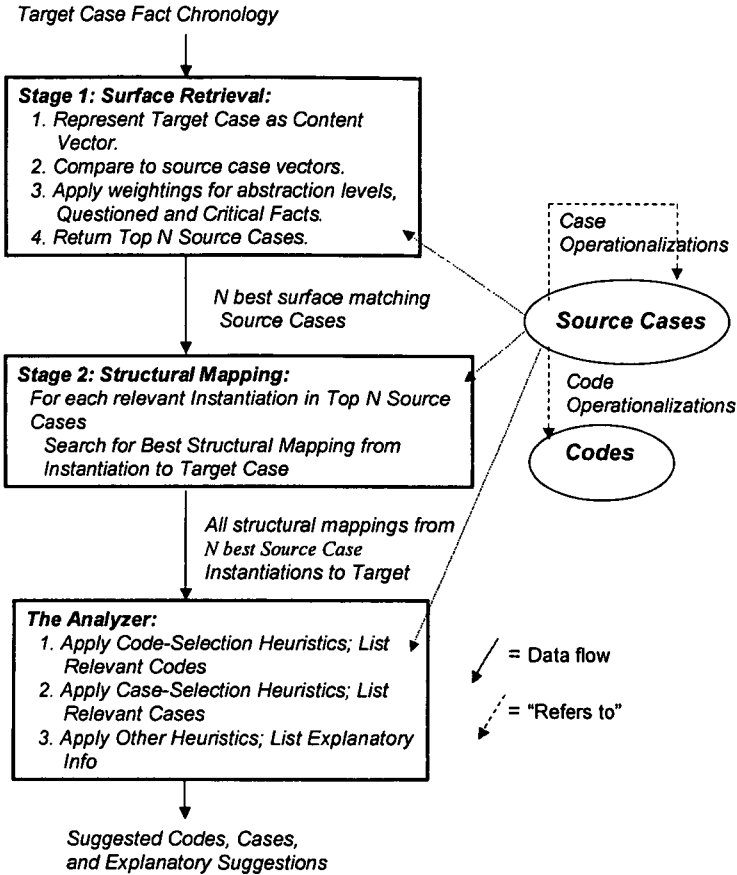 Target Case Fact Chronology
Stage 1: Surface Retrieval:
1. Represent Target Case as Content
Vector.
2. Compare to source case vectors.
3. Apply weightings for abstraction levels,
Questioned and Critical Facts.
4. Return Top N Source Cases.
Case
Operationalizations
N best surface matching
Source Cases
Source Cases
Stage 2: Structural Mapping:
For each relevant Instantiation in Top N Source
Cases
Search for Best Structural Mapping from
Instantiation to Target Case
Code
Operationalizations
Codes
All structural mappings from
N best Source Case
Instantiations to Target
The Analyzer:
1. Apply Code-Selection Heuristics; List
Relevant Codes
2. Apply Case-Selection Heuristics; List
Relevant Cases
3. Apply Other Heuristics; List Explanatory
Info
= Data flow
= "Refers to"
Suggested Codes, Cases,
and Explanatory Suggestions